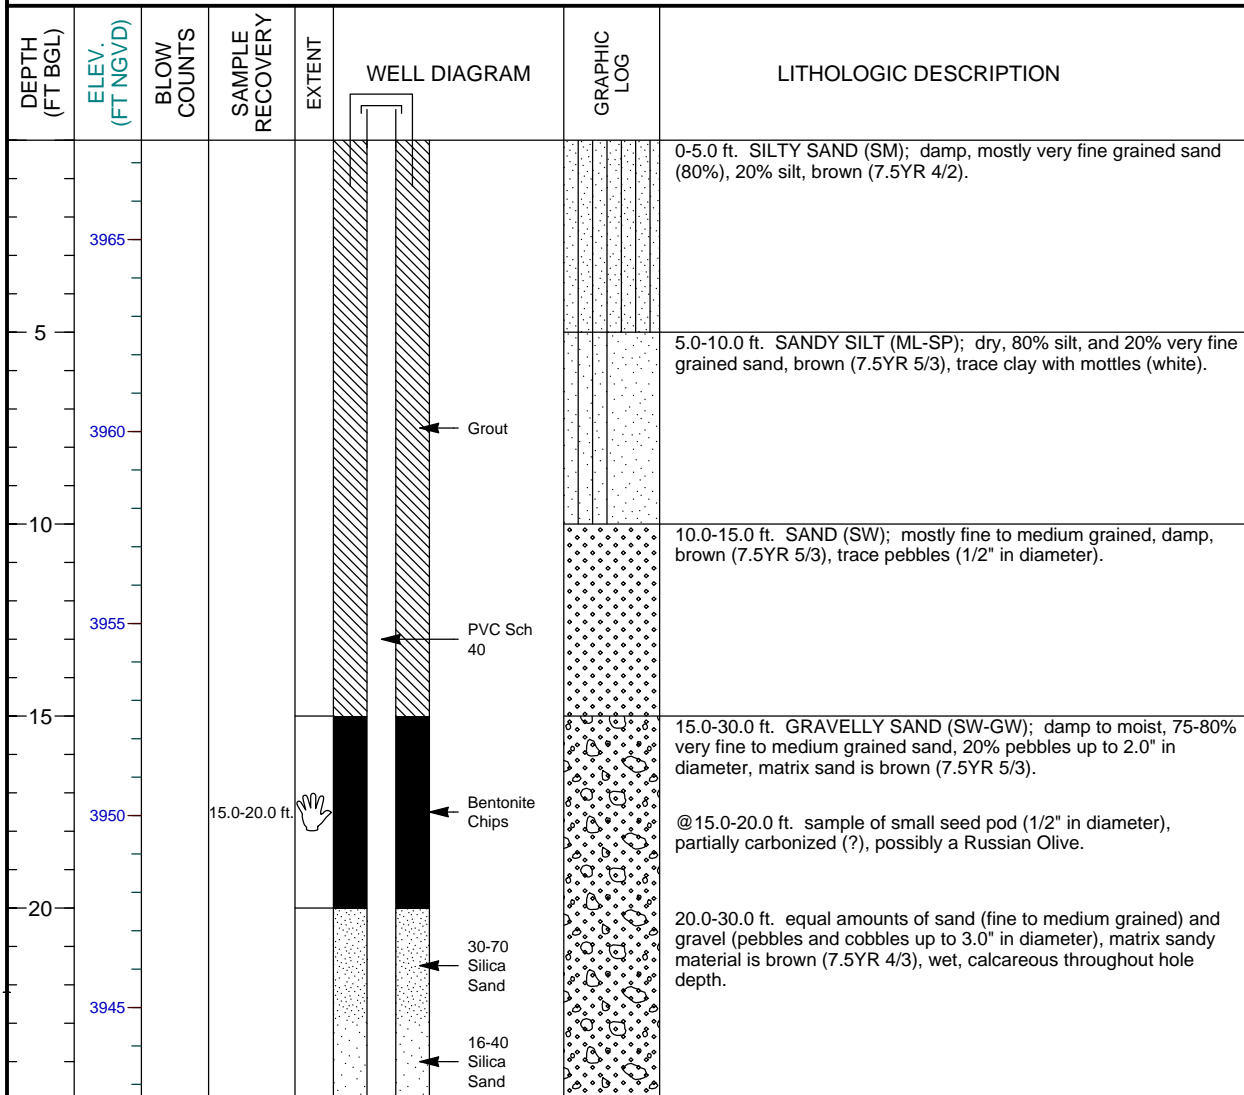 DEPTH
(FT BGL)
ELEV.
(FT NGVD)
BLOW
COUNTS
SAMPLE
RECOVERY
EXTENT
WELL DIAGRAM
GRAPHIC
LOG
LITHOLOGIC DESCRIPTION
0-5.0 ft. SILTY SAND (SM); damp, mostly very fine grained sand
(80%), 20% silt, brown (7.5YR 4/2).
3965
5
5.0-10.0 ft. SANDY SILT (ML-SP); dry, 80% silt, and 20% very fine
grained sand, brown (7.5YR 5/3), trace clay with mottles (white).
3960
Grout
10
10.0-15.0 ft. SAND (SW); mostly fine to medium grained, damp,
brown (7.5YR 5/3), trace pebbles (1/2" in diameter).
3955
PVC Sch
40
15
15.0-30.0 ft. GRAVELLY SAND (SW-GW); damp to moist, 75-80%
very fine to medium grained sand, 20% pebbles up to 2.0" in
diameter, matrix sand is brown (7.5YR 5/3).
3950
15.0-20.0 ft.
Bentonite
Chips
@15.0-20.0 ft. sample of small seed pod (1/2" in diameter),
partially carbonized (?), possibly a Russian Olive.
20
20.0-30.0 ft. equal amounts of sand (fine to medium grained) and
gravel (pebbles and cobbles up to 3.0" in diameter), matrix sandy
material is brown (7.5YR 4/3), wet, calcareous throughout hole
depth.
30-70
Silica
Sand
3945
16-40
Silica
Sand